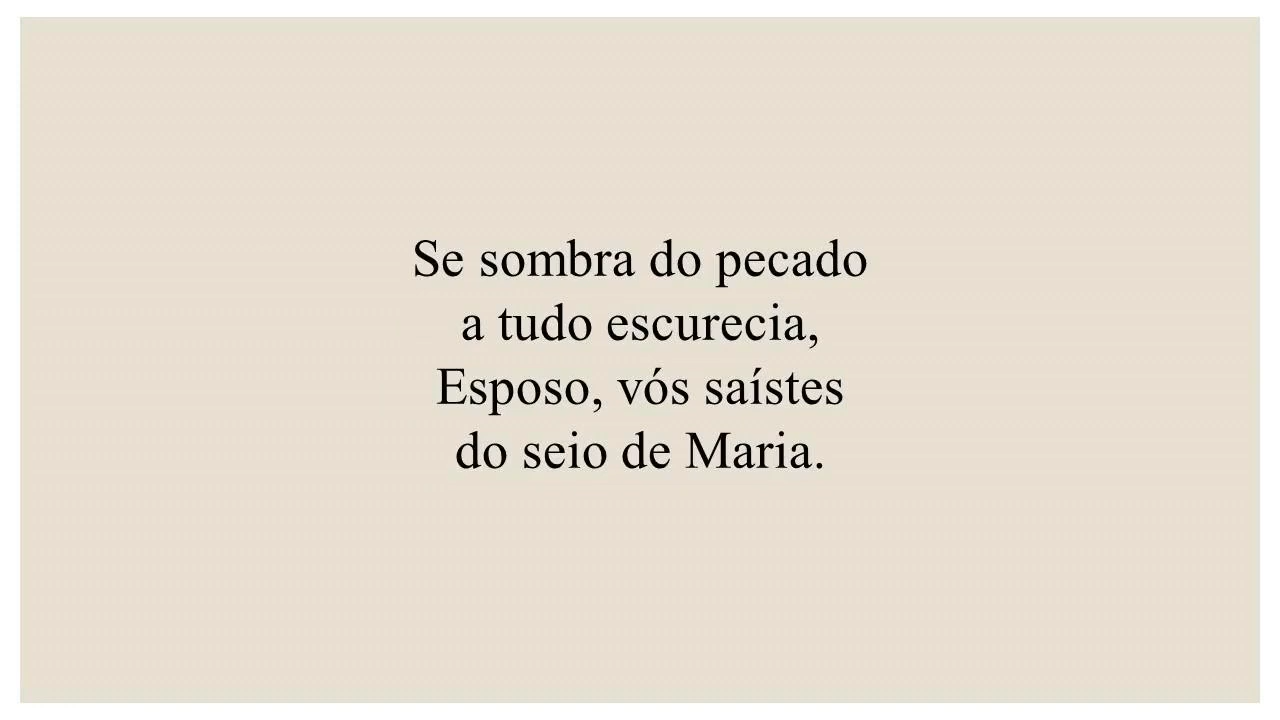 Se sombra do pecado
a tudo escurecia,
Esposo, vós saístes
do seio de Maria.